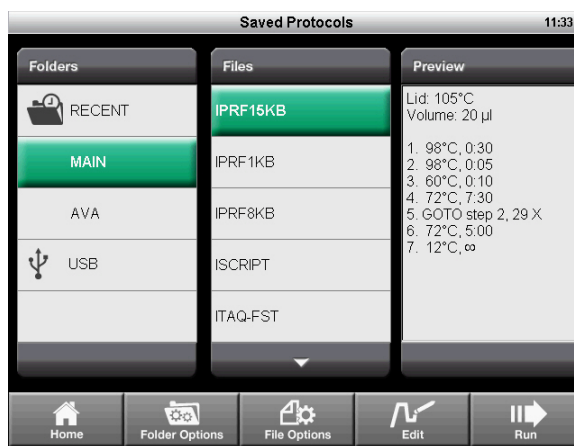 Saved Protocols
11:33
Folders
RECENT
MAIN
AVA
USB
Files
IPRF15KB
IPRF1KB
IPRF8KB
ISCRIPT
ITAQ-FST
Preview
Lid: 105°C
Volume: 20 µl
1. 98°C, 0:30
2. 98°C, 0:05
3. 60°C, 0:10
4. 72°C, 7:30
5. GOTO step 2, 29 X
6. 72°C, 5:00
7. 12°C, ∞
Home
Folder Options
File Options
Edit
Run